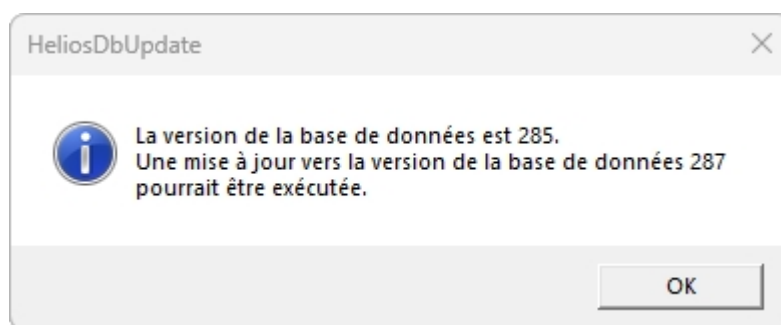 HeliosDbUpdate
La version de la base de données est 285.
Une mise à jour vers la version de la base de données 287
pourrait être exécutée.
OK